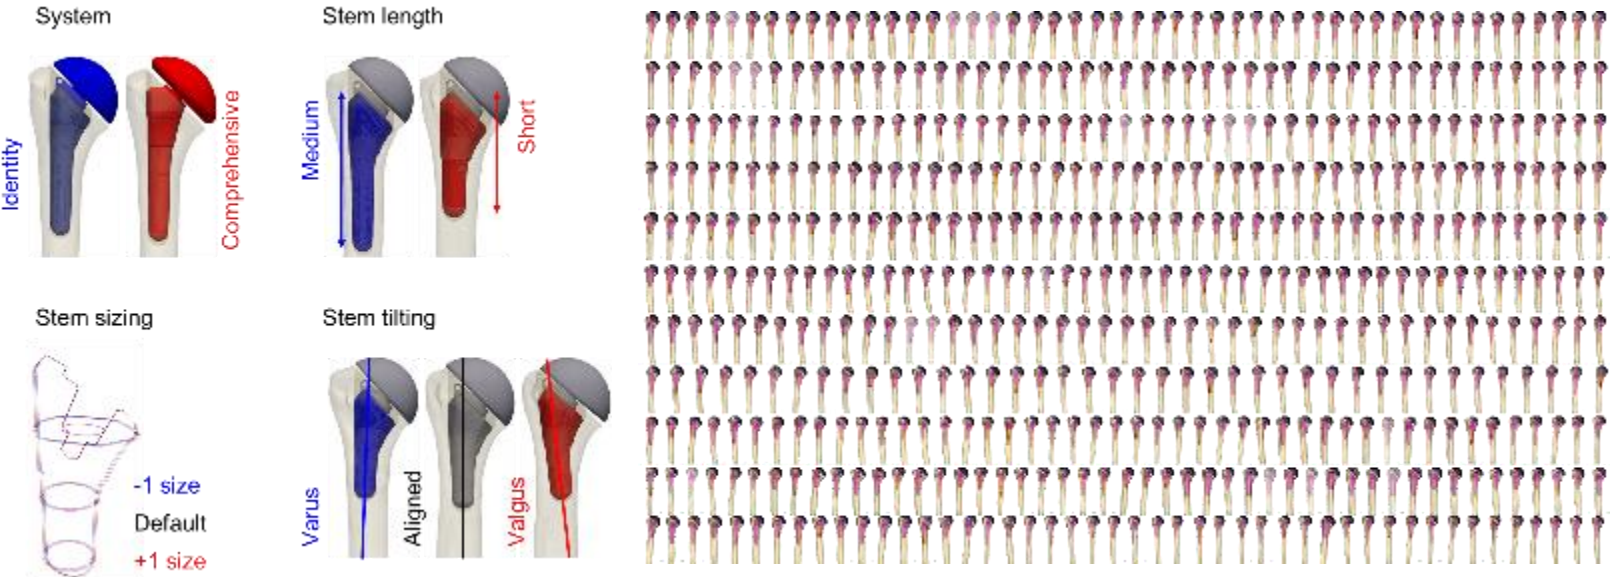 System
Stem length
Identity
Comprehensive
Medium
Short
Stem sizing
Stem tilting
-1 size
Default
+1 size
Varus
Aligned
Valgus